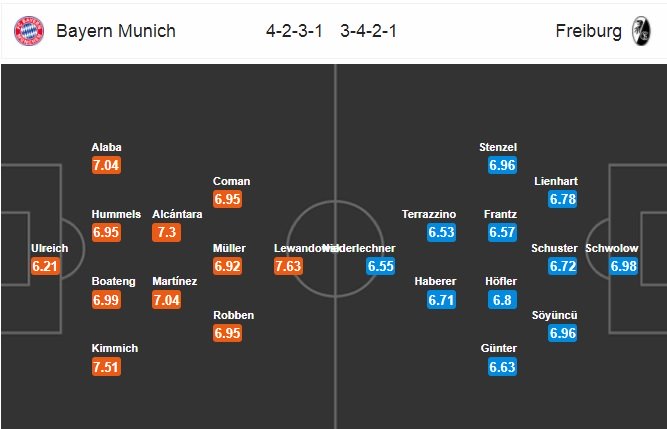 Bayern Munich 4-2-3-1 3-4-2-1 Freiburg
Alaba
7.04
Hummels
6.95
Boateng
6.99
Kimmich
7.51
Ulreich
6.21
Alcántara
7.3
Martínez
7.04
Coman
6.95
Müller
6.92
Robben
6.95
Lewandowski
7.63
Niederlechner
6.55
Terrazzino
6.53
Haberer
6.71
Stenzel
6.96
Frantz
6.57
Höfler
6.8
Günter
6.63
Lienhart
6.78
Schuster
6.72
Söyüncü
6.96
Schwolow
6.98